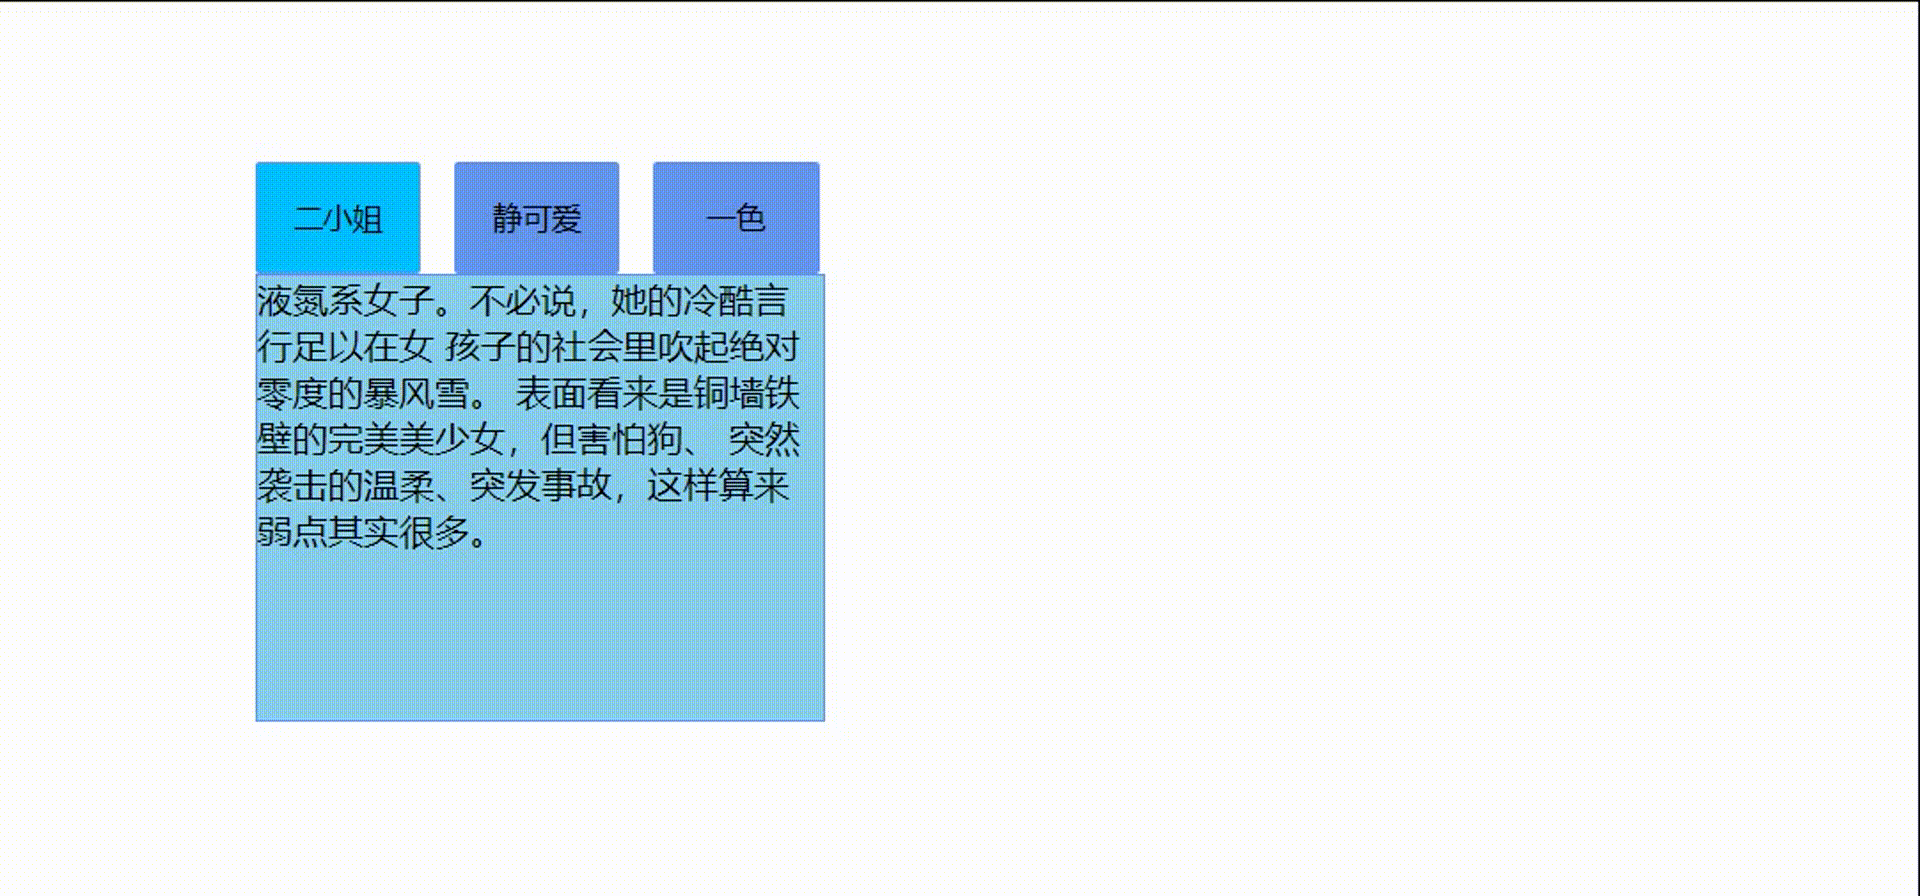 二小姐
静可爱
一色
液氮系女子。不必说，她的冷酷言
行足以在女 孩子的社会里吹起绝对
零度的暴风雪。 表面看来是铜墙铁
壁的完美美少女，但害怕狗、 突然
袭击的温柔、突发事故，这样算来
弱点其实很多。